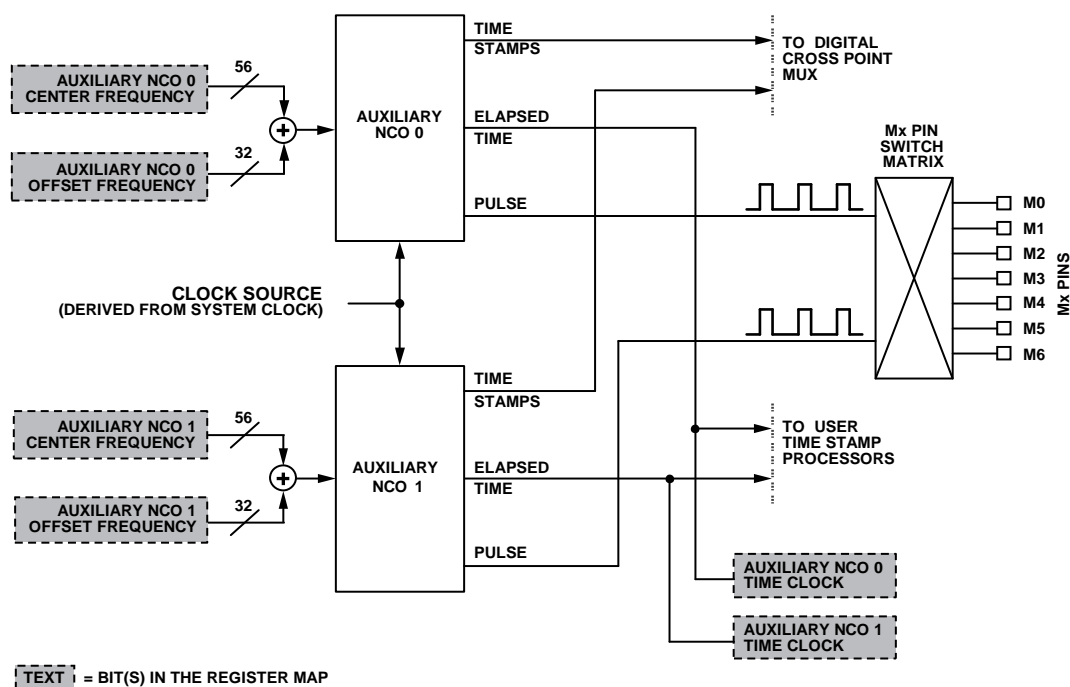 TIME
STAMPS
TO DIGITAL
CROSS POINT
MUX
56
AUXILIARY NCO 0
CENTER FREQUENCY
AUXILIARY
NCO 0
ELAPSED
TIME
32
AUXILIARY NCO 0
OFFSET FREQUENCY
Mx PIN
SWITCH
MATRIX
PULSE
M0
M1
M2
M3
M4
M5
M6
Mx PINS
CLOCK SOURCE
(DERIVED FROM SYSTEM CLOCK)
TIME
STAMPS
56
AUXILIARY NCO 1
CENTER FREQUENCY
TO USER
TIME STAMP
PROCESSORS
AUXILIARY
NCO 1
ELAPSED
TIME
32
AUXILIARY NCO 1
OFFSET FREQUENCY
PULSE
AUXILIARY NCO 0
TIME CLOCK
AUXILIARY NCO 1
TIME CLOCK
TEXT = BIT(S) IN THE REGISTER MAP